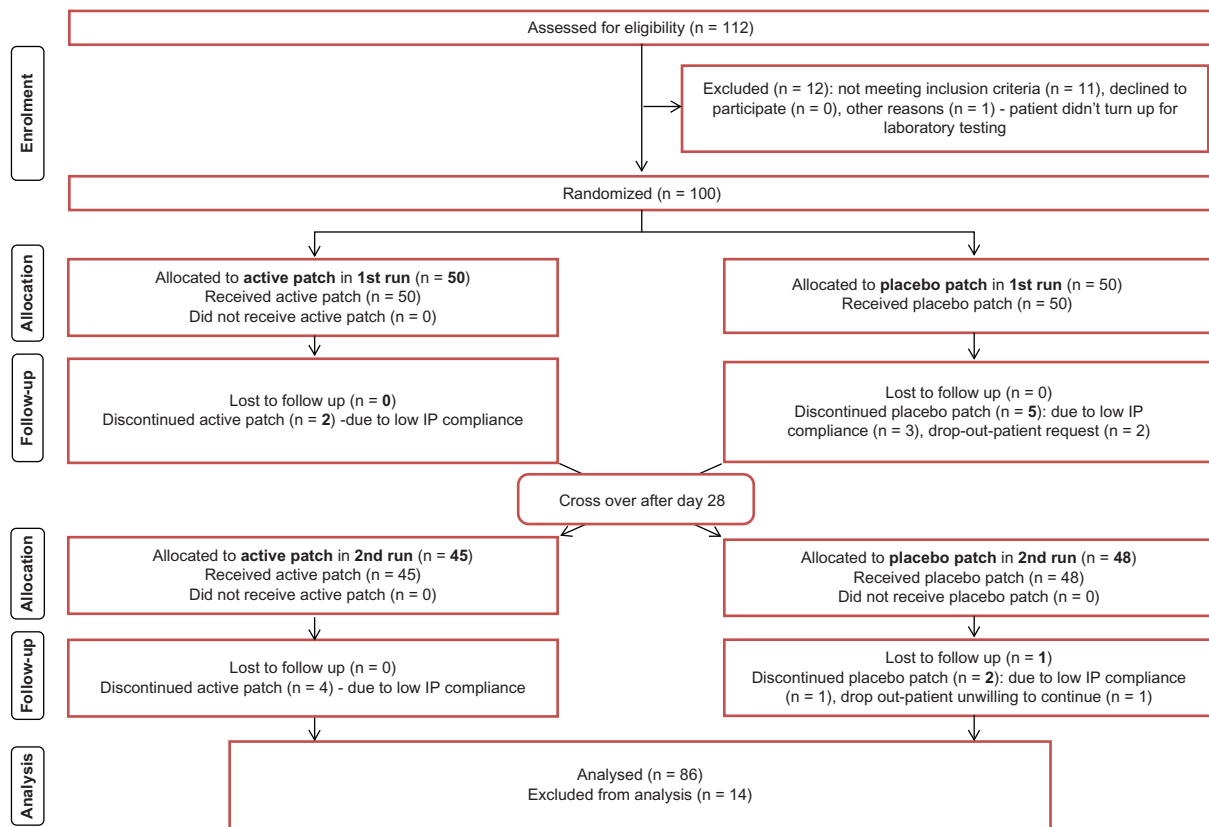 Enrolment
Assessed for eligibility (n = 112)
Excluded (n = 12): not meeting inclusion criteria (n = 11), declined to
participate (n = 0), other reasons (n = 1) - patient didn't turn up for
laboratory testing
Randomized (n = 100)
Allocation
Allocated to active patch in 1st run (n = 50)
Received active patch (n = 50)
Did not receive active patch (n = 0)
Allocated to placebo patch in 1st run (n = 50)
Received placebo patch (n = 50)
Follow-up
Lost to follow up (n = 0)
Discontinued active patch (n = 2) -due to low IP compliance
Lost to follow up (n = 0)
Discontinued placebo patch (n = 5): due to low IP
compliance (n = 3), drop-out-patient request (n = 2)
Cross over after day 28
Allocation
Allocated to active patch in 2nd run (n = 45)
Received active patch (n = 45)
Did not receive active patch (n = 0)
Allocated to placebo patch in 2nd run (n = 48)
Received placebo patch (n = 48)
Did not receive placebo patch (n = 0)
Follow-up
Lost to follow up (n = 0)
Discontinued active patch (n = 4) - due to low IP compliance
Lost to follow up (n = 1)
Discontinued placebo patch (n = 2): due to low IP compliance
(n = 1), drop out-patient unwilling to continue (n = 1)
Analysis
Analysed (n = 86)
Excluded from analysis (n = 14)